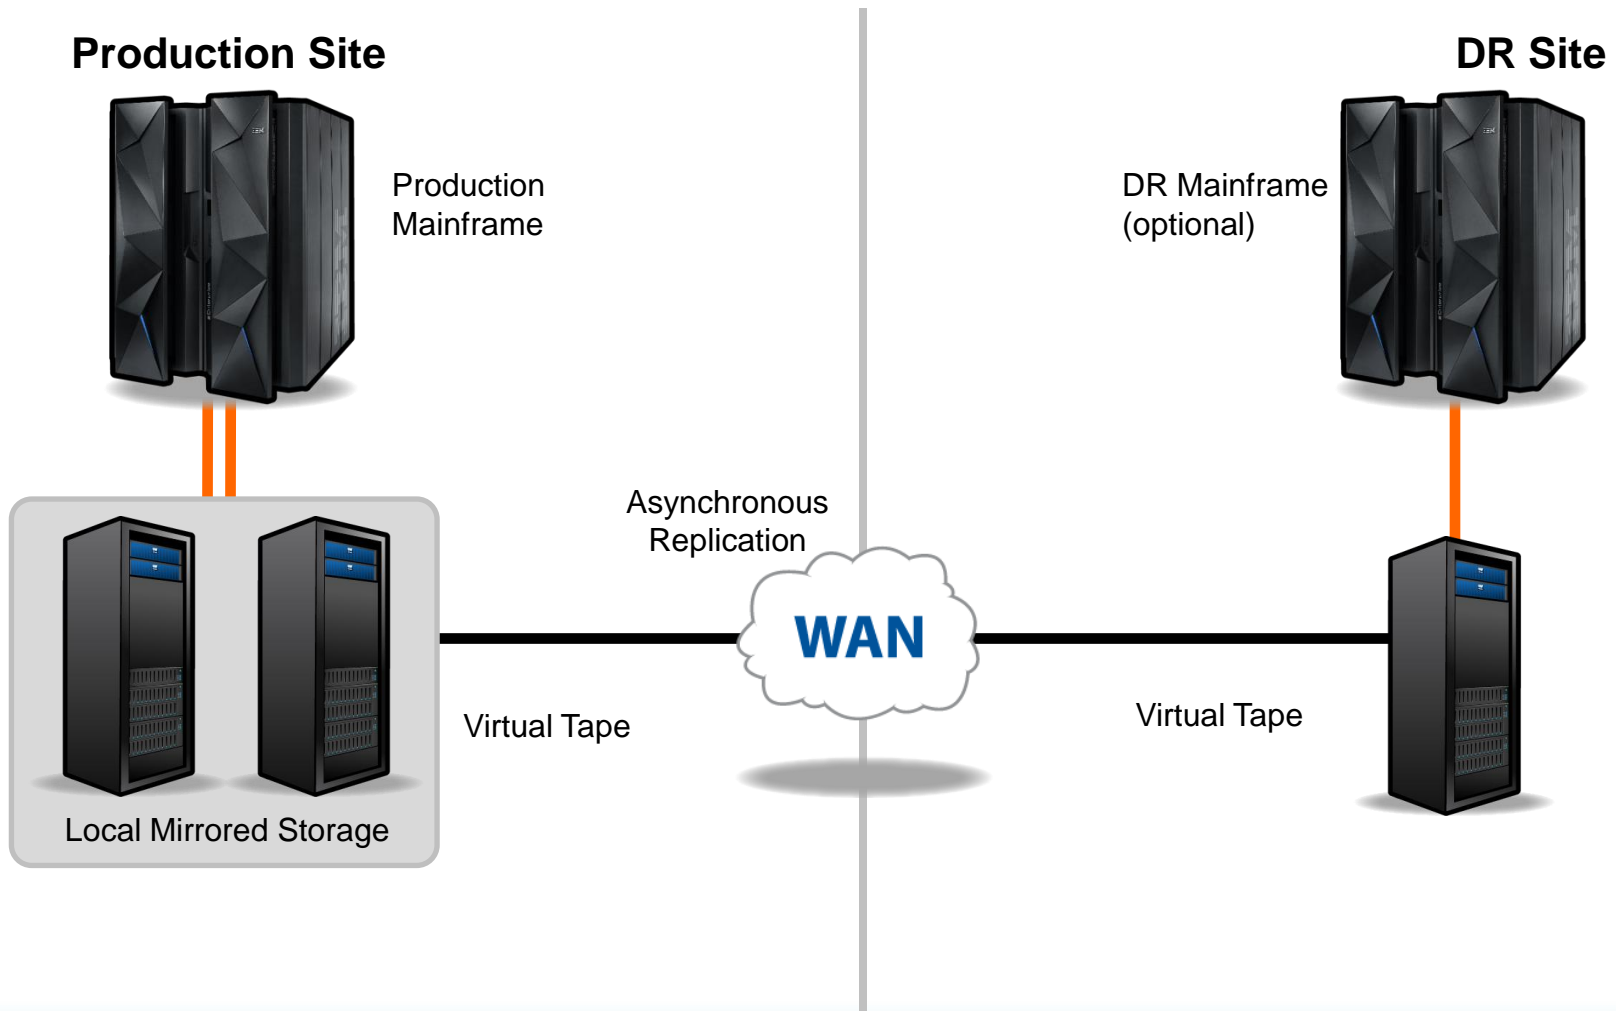 Production Site
DR Site
Production
Mainframe
DR Mainframe
(optional)
Asynchronous
Replication
WAN
Virtual Tape
Virtual Tape
Local Mirrored Storage